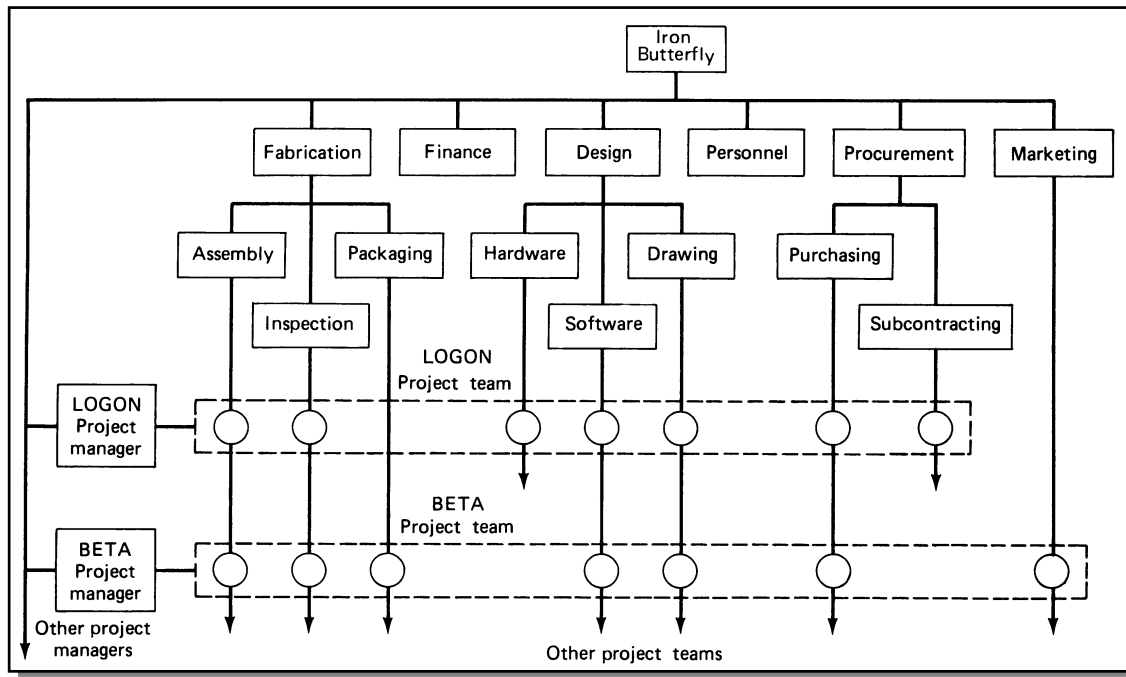 Iron
Butterfly
Fabrication
Finance
Design
Personnel
Procurement
Marketing
Assembly
Packaging
Hardware
Drawing
Purchasing
Inspection
Software
Subcontracting
LOGON
Project team
LOGON
Project
manager
BETA
Project team
BETA
Project
manager
Other project
managers
Other project teams